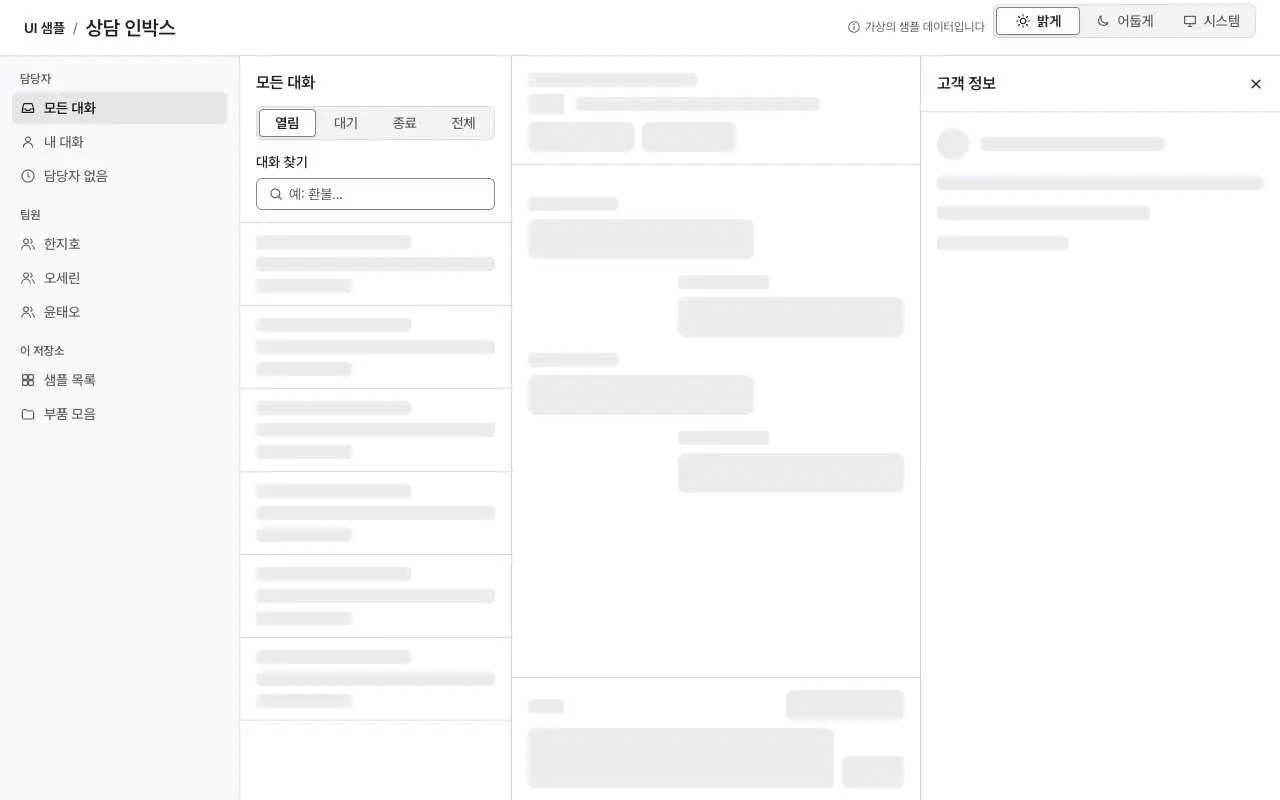 UI 샘플 / 상담 인박스
가상의 샘플 데이터입니다
밝게
어둡게
시스템
담당자
모든 대화
내 대화
담당자 없음
팀원
한지호
오세린
윤태오
이 저장소
샘플 목록
부품 모음
모든 대화
열림
대기
종료
전체
대화 찾기
예: 환불...
고객 정보